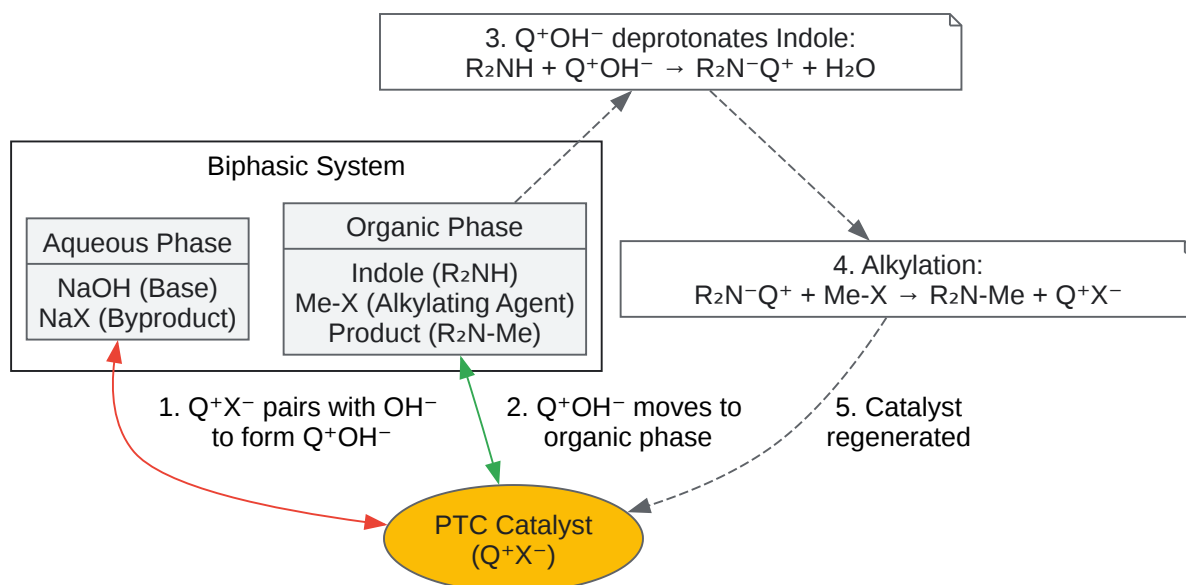 3. Q⁺OH⁻ deprotonates Indole:
R₂NH + Q⁺OH⁻ → R₂N⁻Q⁺ + H₂O
Biphasic System
Aqueous Phase
NaOH (Base)
NaX (Byproduct)
Organic Phase
Indole (R₂NH)
Me-X (Alkylating Agent)
Product (R₂N-Me)
4. Alkylation:
R₂N⁻Q⁺ + Me-X → R₂N-Me + Q⁺X⁻
1. Q⁺X⁻ pairs with OH⁻
to form Q⁺OH⁻
2. Q⁺OH⁻ moves to
organic phase
5. Catalyst
regenerated
PTC Catalyst
(Q⁺X⁻)